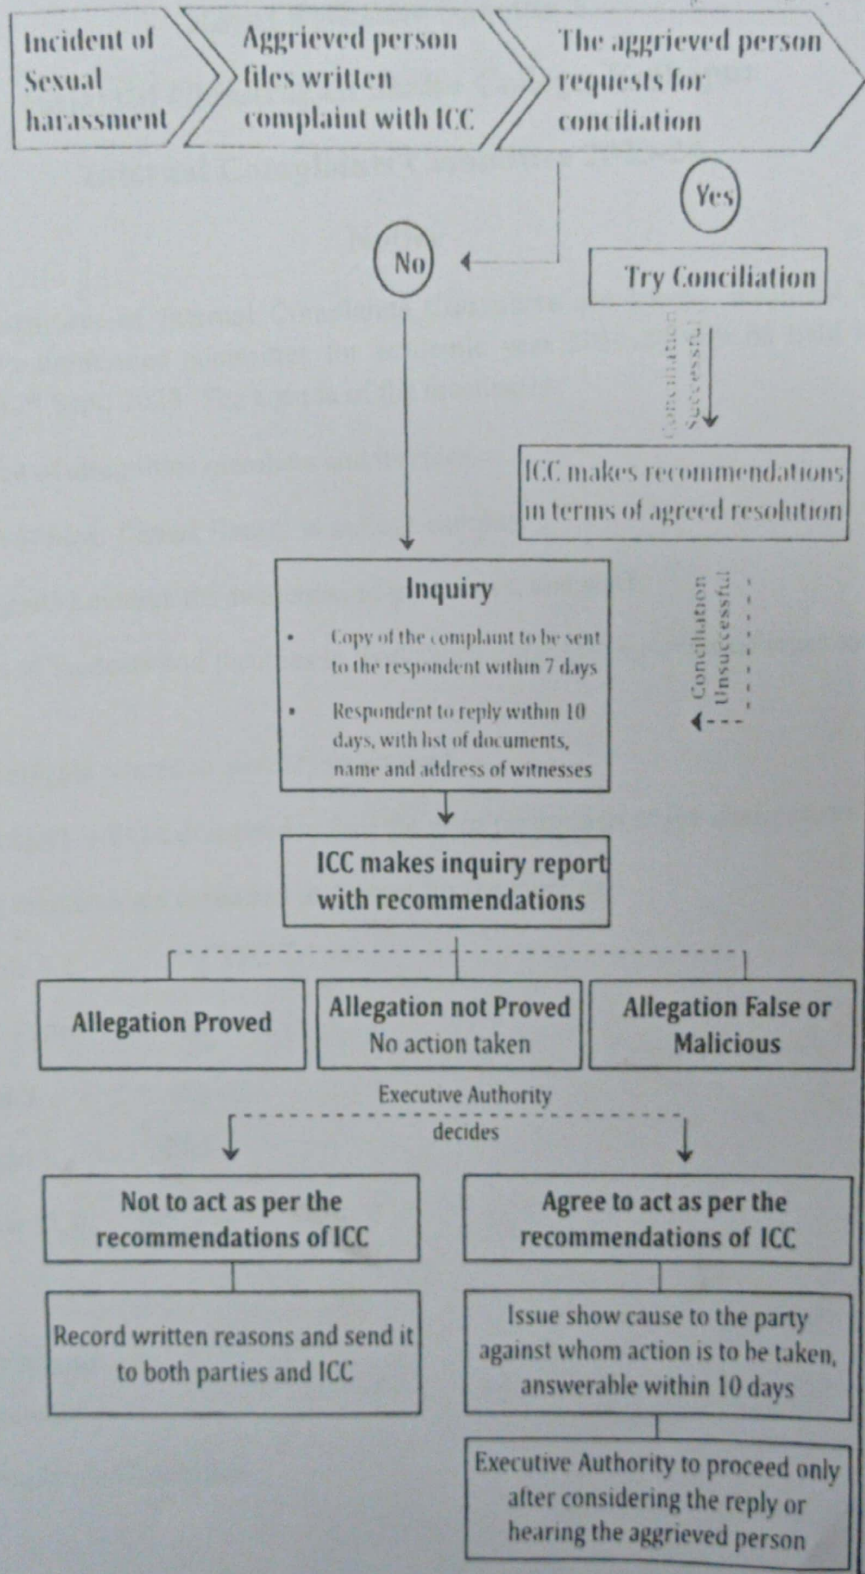 Incident of
Sexual
harassment
Aggrieved person
files written
complaint with ICC
The aggrieved person
requests for
conciliation
Yes
No
Try Conciliation
Conciliation
Successful
ICC makes recommendations
in terms of agreed resolution
Inquiry
• Copy of the complaint to be sent
to the respondent within 7 days
• Respondent to reply within 10
days, with list of documents,
name and address of witnesses
Conciliation
Unsuccessful
ICC makes inquiry report
with recommendations
Allegation Proved
Allegation not Proved
No action taken
Allegation False or
Malicious
Executive Authority
decides
Not to act as per the
recommendations of ICC
Agree to act as per the
recommendations of ICC
Record written reasons and send it
to both parties and ICC
Issue show cause to the party
against whom action is to be taken,
answerable within 10 days
Executive Authority to proceed only
after considering the reply or
hearing the aggrieved person